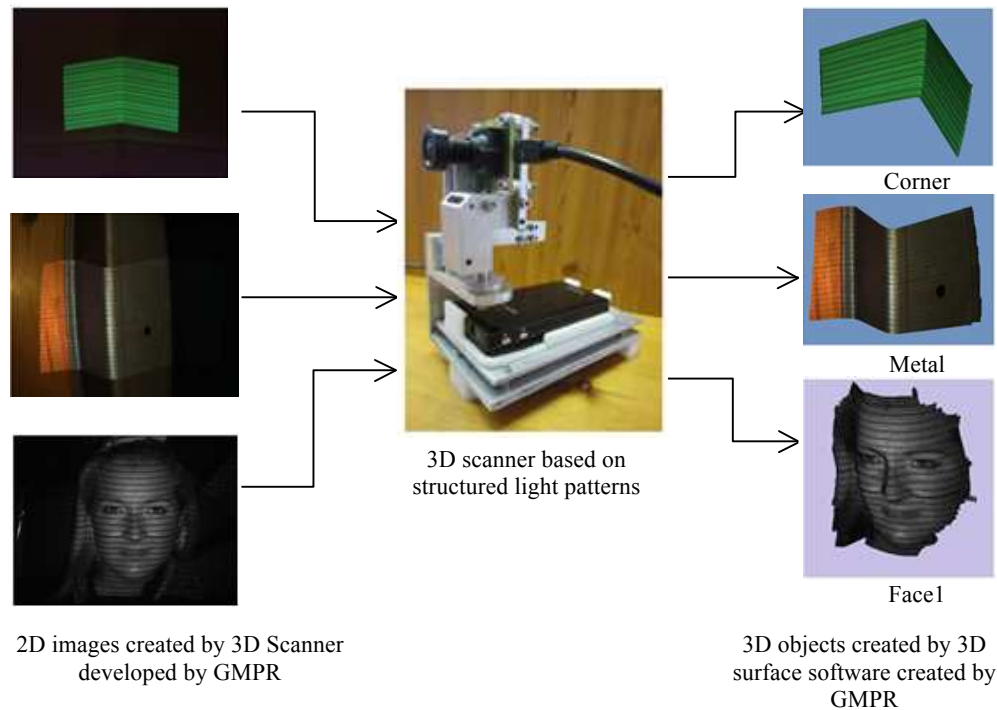 Corner
Metal
3D scanner based on
structured light patterns
Face1
2D images created by 3D Scanner
developed by GMPR
3D objects created by 3D
surface software created by
GMPR